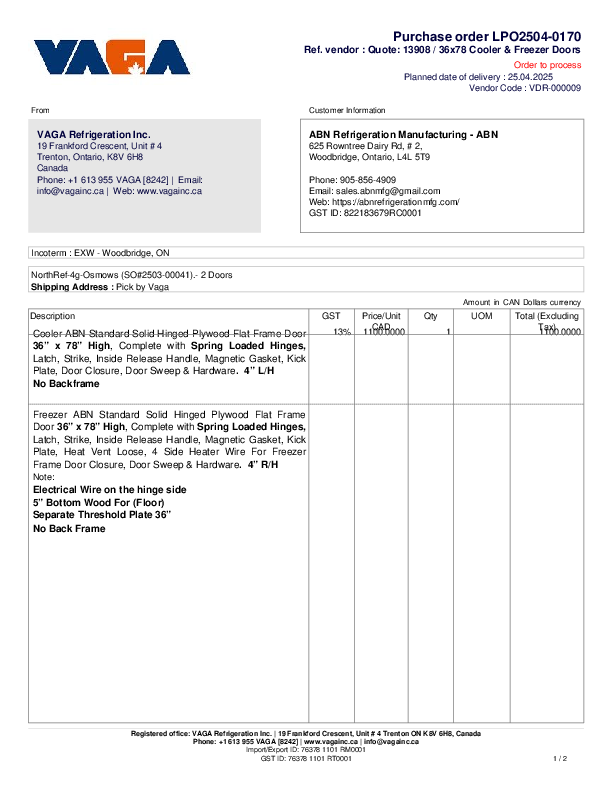 VAGA
Purchase order LPO2504-0170
Ref. vendor : Quote: 13908 / 36x78 Cooler & Freezer Doors
Order to process
Planned date of delivery : 25.04.2025
Vendor Code : VDR-000009
From
VAGA Refrigeration Inc.
19 Frankford Crescent, Unit # 4
Trenton, Ontario, K8V 6H8
Canada
Phone: +1 613 955 VAGA [8242] | Email:
info@vagainc.ca | Web: www.vagainc.ca
Customer Information
ABN Refrigeration Manufacturing - ABN
625 Rowntree Dairy Rd, # 2,
Woodbridge, Ontario, L4L 5T9
Phone: 905-856-4909
Email: sales.abnmfg@gmail.com
Web: https://abnrefrigerationmfg.com/
GST ID: 822183679RC0001
Incoterm : EXW - Woodbridge, ON
NorthRef-4g-Osmows (SO#2503-00041).- 2 Doors
Shipping Address : Pick by Vaga
Amount in CAN Dollars currency
Description GST Price/Unit CAD Qty UOM Total (Excluding Tax)
Cooler ABN Standard Solid Hinged Plywood Flat Frame Door 13% 1100.0000 1 1100.0000
36" x 78" High, Complete with Spring Loaded Hinges,
Latch, Strike, Inside Release Handle, Magnetic Gasket, Kick
Plate, Door Closure, Door Sweep & Hardware. 4" L/H
No Backframe
Freezer ABN Standard Solid Hinged Plywood Flat Frame
Door 36" x 78" High, Complete with Spring Loaded Hinges,
Latch, Strike, Inside Release Handle, Magnetic Gasket, Kick
Plate, Heat Vent Loose, 4 Side Heater Wire For Freezer
Frame Door Closure, Door Sweep & Hardware. 4" R/H
Note:
Electrical Wire on the hinge side
5" Bottom Wood For (Floor)
Separate Threshold Plate 36"
No Back Frame
Registered office: VAGA Refrigeration Inc. | 19 Frankford Crescent, Unit # 4 Trenton ON K8V 6H8, Canada
Phone: +1 613 955 VAGA [8242] | www.vagainc.ca | info@vagainc.ca
Import/Export ID: 76378 1101 RM0001
GST ID: 76378 1101 RT0001
1 / 2